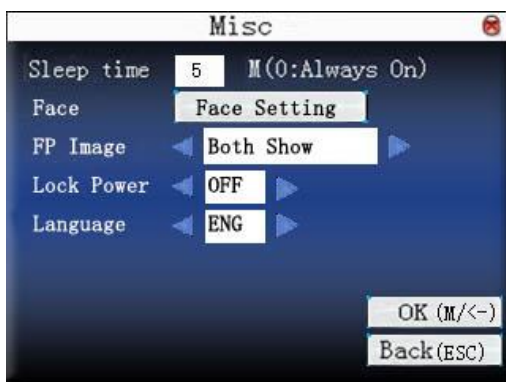 Misc
Sleep time 5 M(0:Always On)
Face Face Setting
FP Image Both Show
Lock Power OFF
Language ENG
OK (M/<-)
Back(ESC)